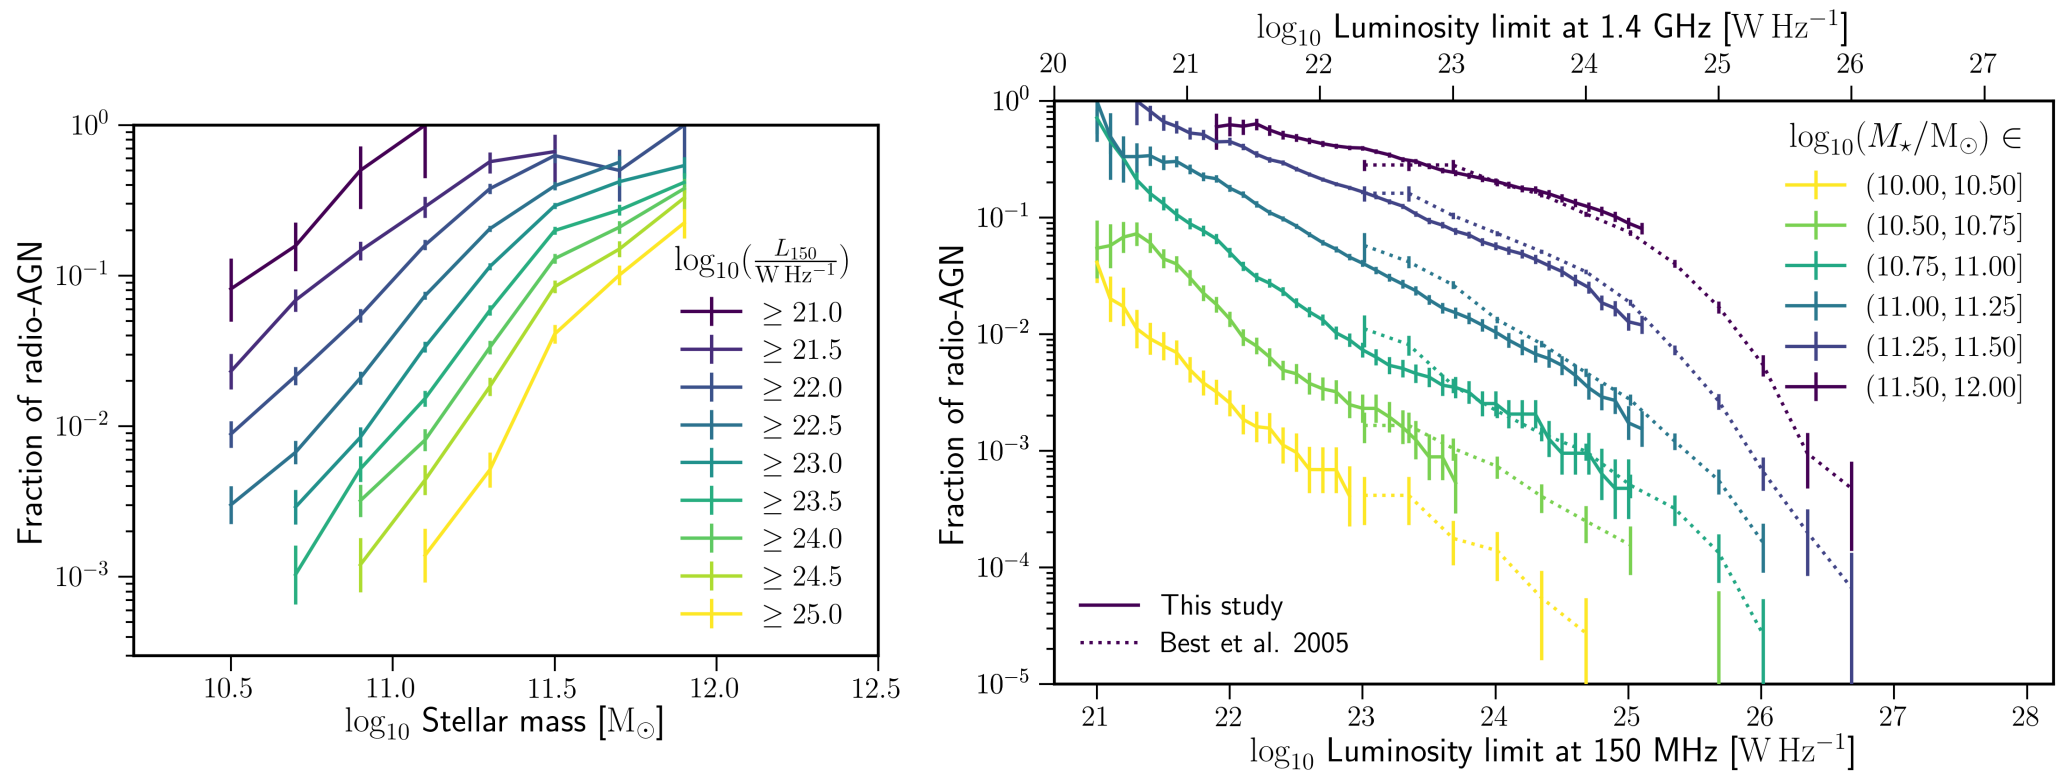 10⁰
10⁻¹
10⁻²
10⁻³
Fraction of radio-AGN
10.5 11.0 11.5 12.0 12.5
log₁₀ Stellar mass [M☉]
log₁₀(L₁₅₀/W Hz⁻¹)
≥ 21.0
≥ 21.5
≥ 22.0
≥ 22.5
≥ 23.0
≥ 23.5
≥ 24.0
≥ 24.5
≥ 25.0
log₁₀ Luminosity limit at 1.4 GHz [W Hz⁻¹]
20 21 22 23 24 25 26 27
10⁰
10⁻¹
10⁻²
10⁻³
10⁻⁴
10⁻⁵
Fraction of radio-AGN
log₁₀(M⋆/M☉) ∈
(10.00, 10.50]
(10.50, 10.75]
(10.75, 11.00]
(11.00, 11.25]
(11.25, 11.50]
(11.50, 12.00]
This study
Best et al. 2005
21 22 23 24 25 26 27 28
log₁₀ Luminosity limit at 150 MHz [W Hz⁻¹]